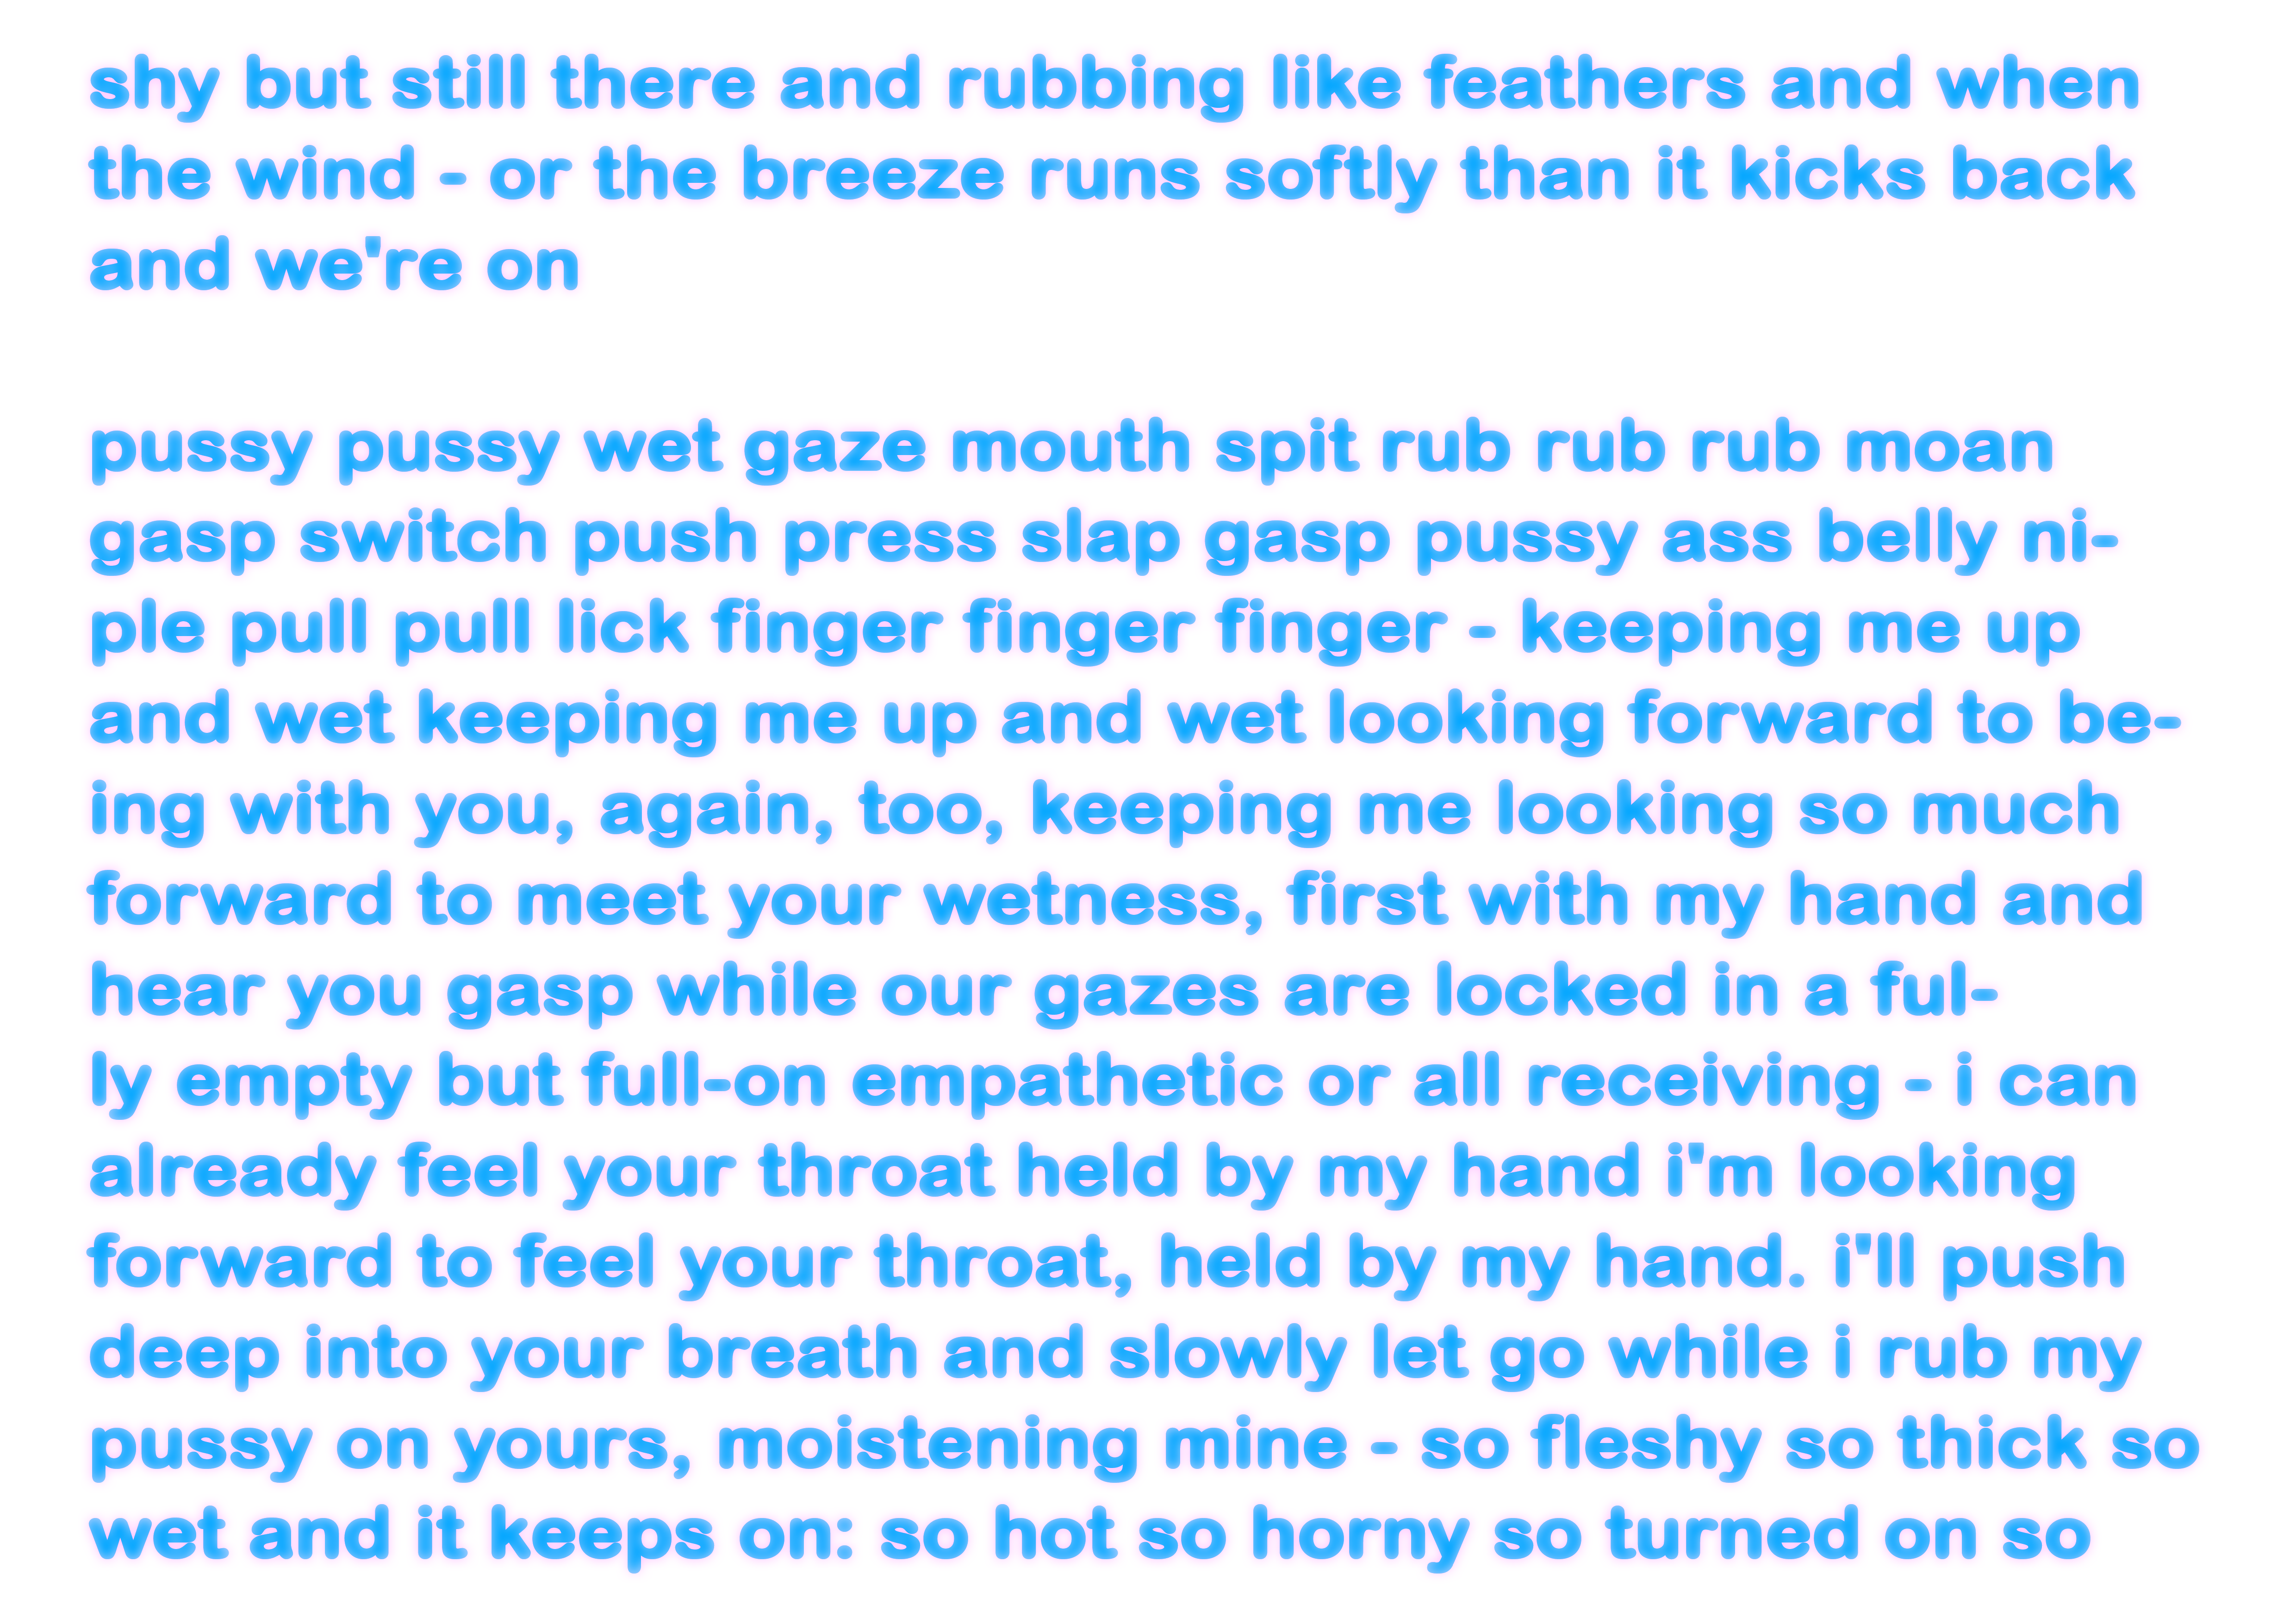 shy but still there and rubbing like feathers and when
the wind - or the breeze runs softly than it kicks back
and we're on
pussy pussy wet gaze mouth spit rub rub rub moan
gasp switch push press slap gasp pussy ass belly ni-
ple pull pull lick finger finger finger - keeping me up
and wet keeping me up and wet looking forward to be-
ing with you, again, too, keeping me looking so much
forward to meet your wetness, first with my hand and
hear you gasp while our gazes are locked in a ful-
ly empty but full-on empathetic or all receiving - i can
already feel your throat held by my hand i'm looking
forward to feel your throat, held by my hand. i'll push
deep into your breath and slowly let go while i rub my
pussy on yours, moistening mine - so fleshy so thick so
wet and it keeps on: so hot so horny so turned on so